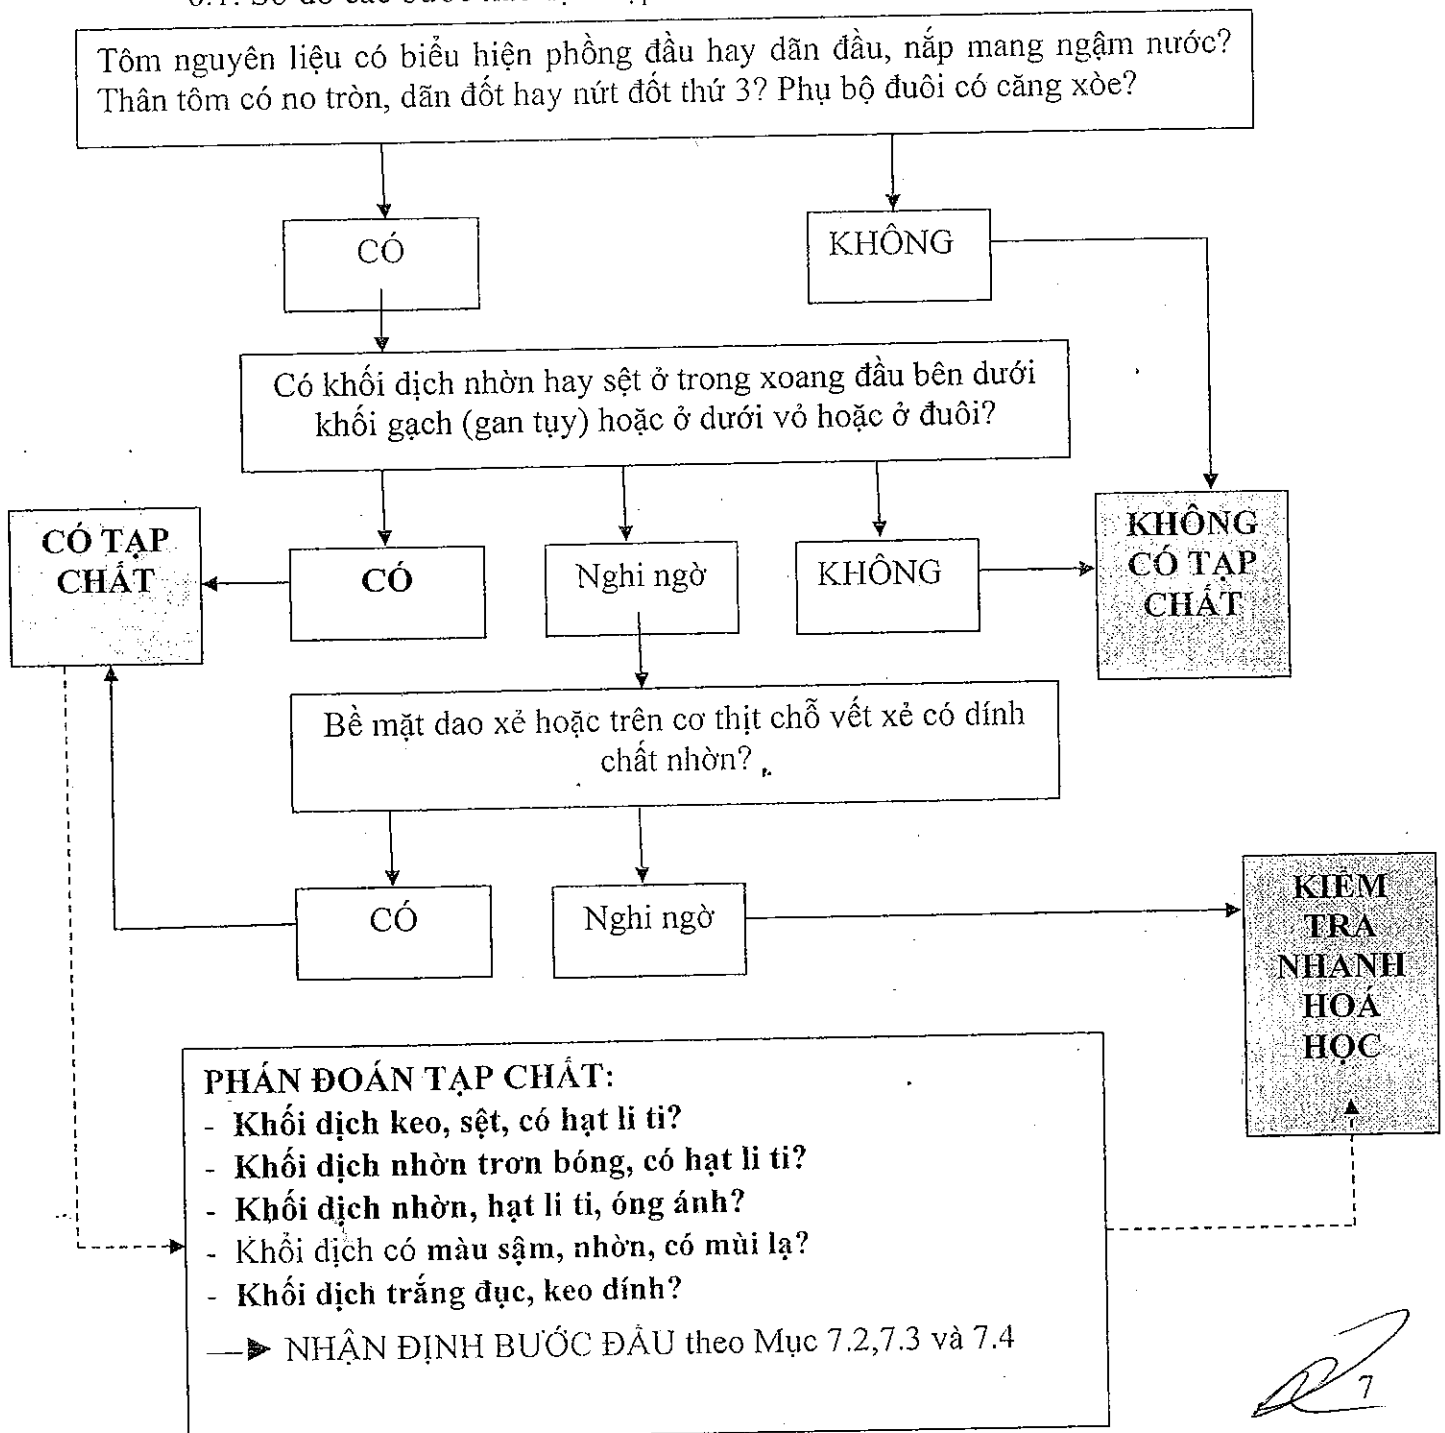 6.1. Sơ đồ các bước
Tôm nguyên liệu có biểu hiện phồng đầu hay dãn đầu, nắp mang ngậm nước?
Thân tôm có no tròn, dãn đốt hay nứt đốt thứ 3? Phụ bộ đuôi có căng xòe?
CÓ
KHÔNG
Có khối dịch nhờn hay sệt ở trong xoang đầu bên dưới
khối gạch (gan tụy) hoặc ở dưới vỏ hoặc ở đuôi?
CÓ TẠP
CHẤT
CÓ
Nghi ngờ
KHÔNG
KHÔNG
CÓ TẠP
CHẤT
Bề mặt dao xẻ hoặc trên cơ thịt chỗ vết xẻ có dính
chất nhờn?
CÓ
Nghi ngờ
KIỂM
TRA
NHANH
HOÁ
HỌC
PHÁN ĐOÁN TẠP CHẤT:
- Khối dịch keo, sệt, có hạt li ti?
- Khối dịch nhờn trơn bóng, có hạt li ti?
- Khối dịch nhờn, hạt li ti, óng ánh?
- Khối dịch có màu sậm, nhờn, có mùi lạ?
- Khối dịch trắng đục, keo dính?
NHẬN ĐỊNH BƯỚC ĐẦU theo Mục 7.2,7.3 và 7.4
7